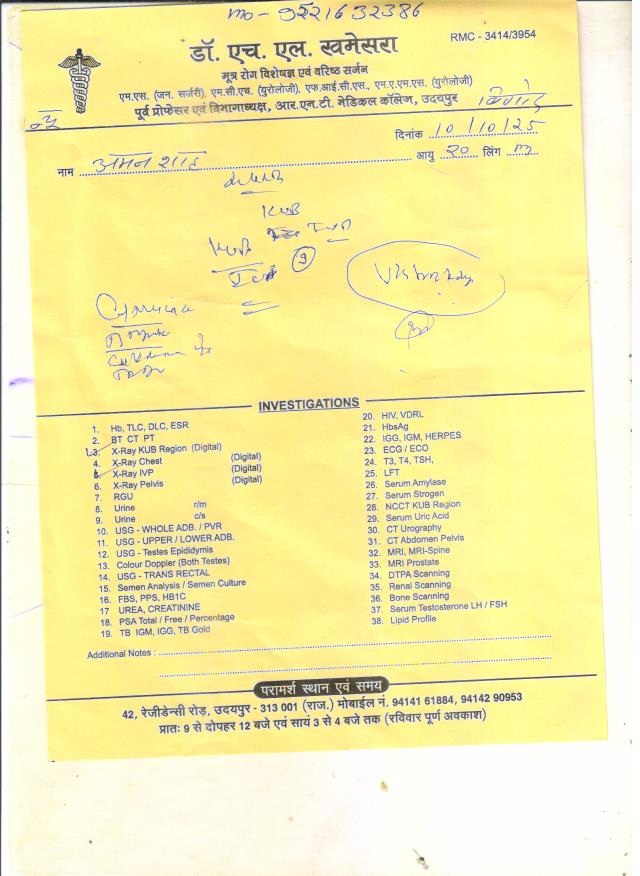 mo - 9521632386
RMC - 3414/3954
डॉ. एच. एल. खमेसरा
मूत्र रोग विशेषज्ञ एवं वरिष्ठ सर्जन
एम.एस. (जन. सर्जरी), एम.सी.एच. (युरोलोजी), एफ.आई.सी.एस., एम.ए.एम.एस. (युरोलोजी)
पूर्व प्रोफेसर एवं विभागाध्यक्ष, आर.एन.टी. मेडिकल कॉलेज, उदयपुर
दिनांक 10/10/25
नाम अमन शाह आयु 20 लिंग m
KUB
KUB
INVESTIGATIONS
1. Hb, TLC, DLC, ESR
2. BT CT PT
3. X-Ray KUB Region (Digital)
4. X-Ray Chest (Digital)
5. X-Ray IVP (Digital)
6. X-Ray Pelvis (Digital)
7. RGU
8. Urine r/m
9. Urine c/s
10. USG - WHOLE ADB. / PVR
11. USG - UPPER / LOWER ADB.
12. USG - Testes Epididymis
13. Colour Doppler (Both Testes)
14. USG - TRANS RECTAL
15. Semen Analysis / Semen Culture
16. FBS, PPS, HB1C
17 UREA, CREATININE
18. PSA Total / Free / Percentage
19. TB IGM, IGG, TB Gold
20. HIV, VDRL
21. HbsAg
22. IGG, IGM, HERPES
23. ECG / ECO
24. T3, T4, TSH,
25. LFT
26. Serum Amylase
27. Serum Strogen
28. NCCT KUB Region
29. Serum Uric Acid
30. CT Urography
31. CT Abdomen Pelvis
32. MRI, MRI-Spine
33. MRI Prostate
34. DTPA Scanning
35. Renal Scanning
36. Bone Scanning
37. Serum Testosterone LH / FSH
38. Lipid Profile
Additional Notes :
परामर्श स्थान एवं समय
42, रेजीडेन्सी रोड़, उदयपुर - 313 001 (राज.) मोबाईल नं. 94141 61884, 94142 90953
प्रातः 9 से दोपहर 12 बजे एवं सायं 3 से 4 बजे तक (रविवार पूर्ण अवकाश)